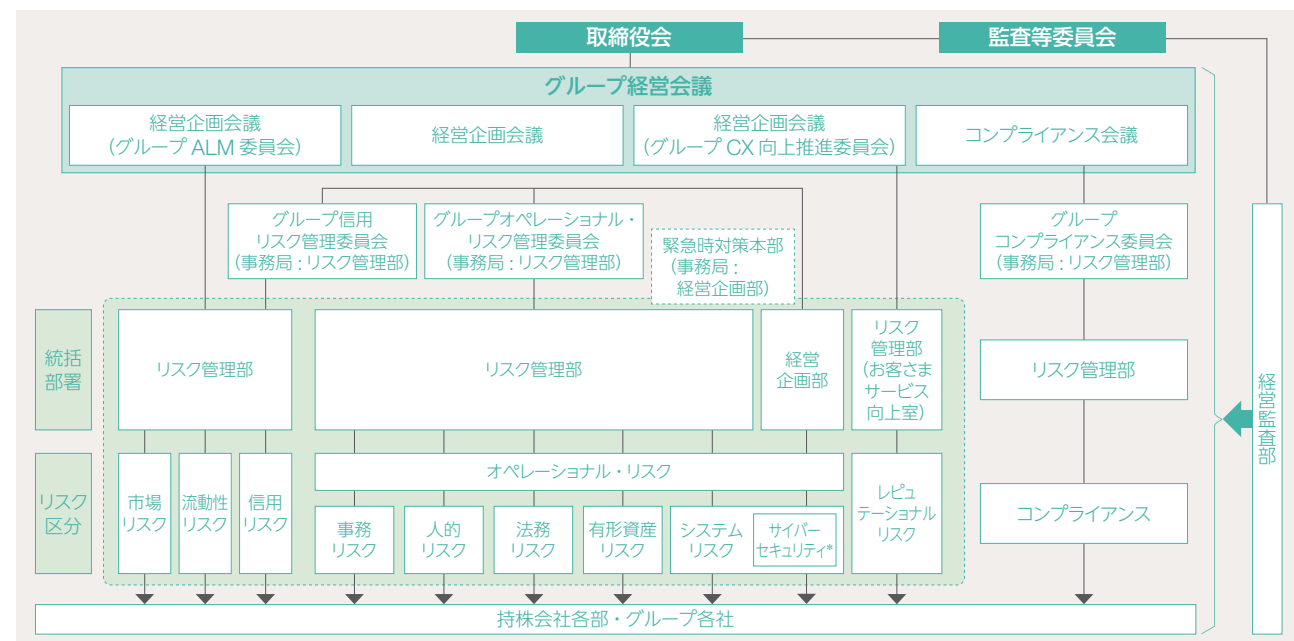 取締役会
監査等委員会
グループ経営会議
経営企画会議
(グループ ALM 委員会)
経営企画会議
経営企画会議
(グループ CX 向上推進委員会)
コンプライアンス会議
グループ信用
リスク管理委員会
(事務局:リスク管理部)
グループオペレーショナル・
リスク管理委員会
(事務局:リスク管理部)
緊急時対策本部
(事務局:
経営企画部)
グループ
コンプライアンス委員会
(事務局:リスク管理部)
統括
部署
リスク管理部
リスク管理部
経営
企画部
リスク
管理部
(お客さま
サービス
向上室)
リスク管理部
経営監査部
リスク
区分
市場
リスク
流動性
リスク
信用
リスク
オペレーショナル・リスク
事務
リスク
人的
リスク
法務
リスク
有形資産
リスク
システム
リスク
サイバー
セキュリティ*
レピュ
テーショナル
リスク
コンプライアンス
持株会社各部・グループ各社